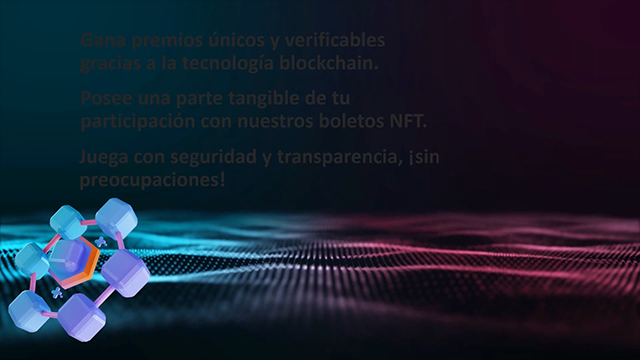 Gana premios únicos y verificables
gracias a la tecnología blockchain.
Posee una parte tangible de tu
participación con nuestros boletos NFT.
Juega con seguridad y transparencia, ¡sin
preocupaciones!